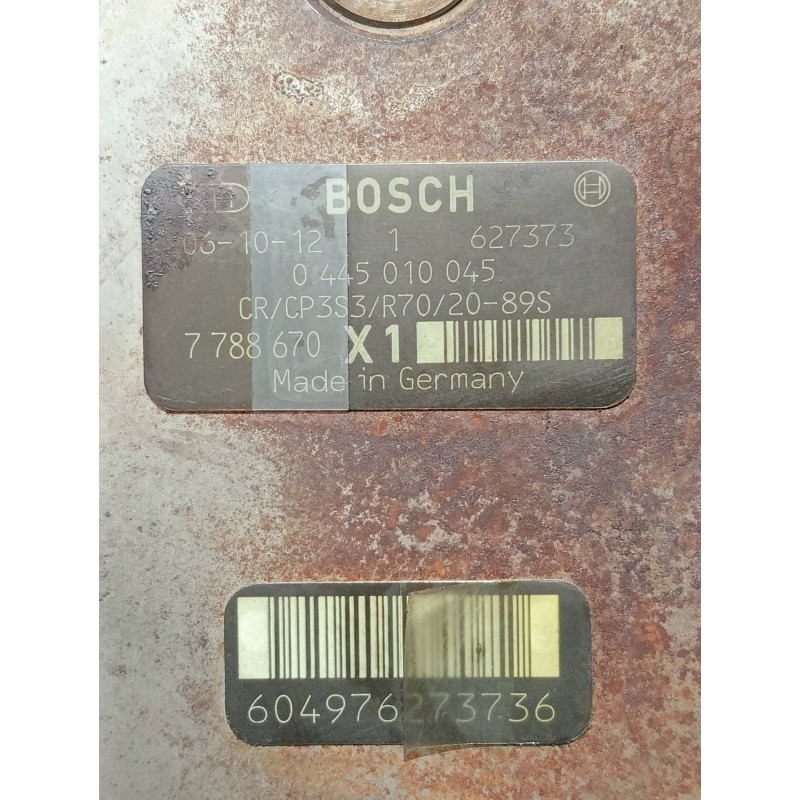 D BOSCH
06-10-12 1 627373
0 445 010 045
CR/CP3S3/R70/20-89S
7 788 670 X1
Made in Germany
604976273736